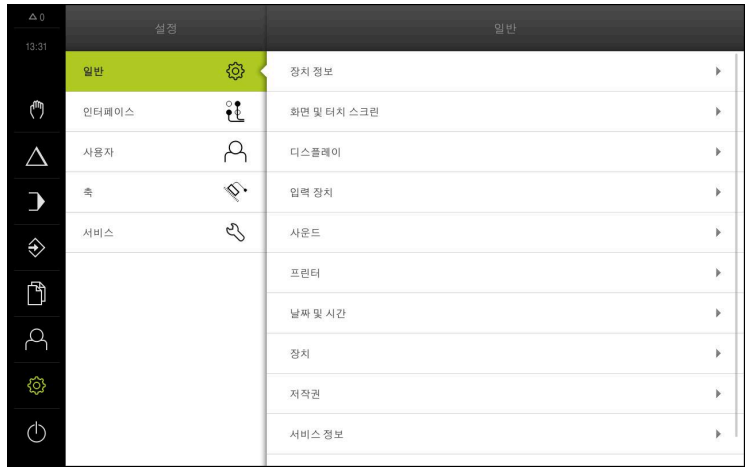 0
13:31
설정
일반
일반
인터페이스
사용자
축
서비스
장치 정보
화면 및 터치 스크린
디스플레이
입력 장치
사운드
프린터
날짜 및 시간
장치
저작권
서비스 정보